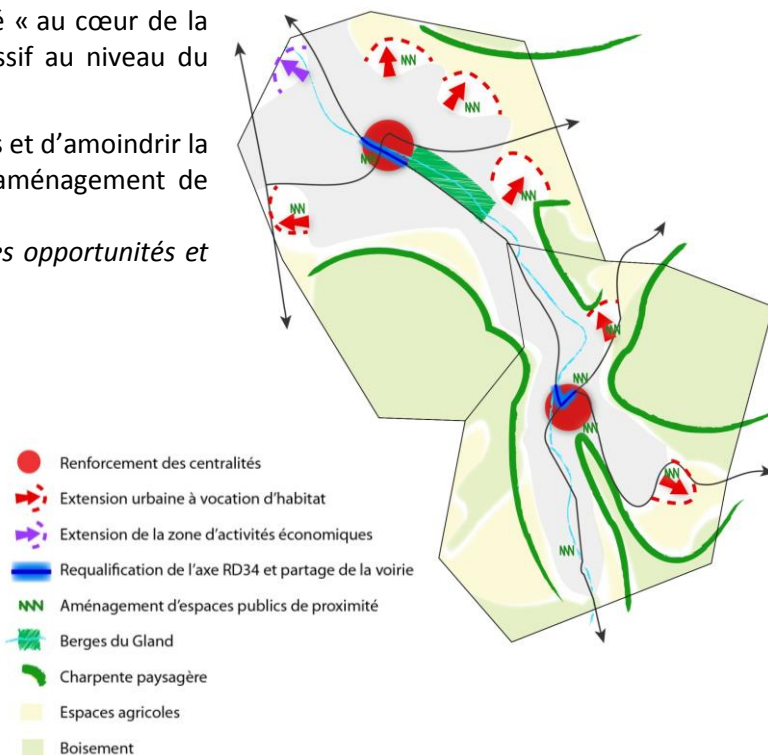 é « au cœur de la
ssif au niveau du
s et d’amoindrir la
aménagement de
es opportunités et
Renforcement des centralités
Extension urbaine à vocation d’habitat
Extension de la zone d’activités économiques
Requalification de l’axe RD34 et partage de la voirie
Aménagement d’espaces publics de proximité
Berges du Gland
Charpente paysagère
Espaces agricoles
Boisement